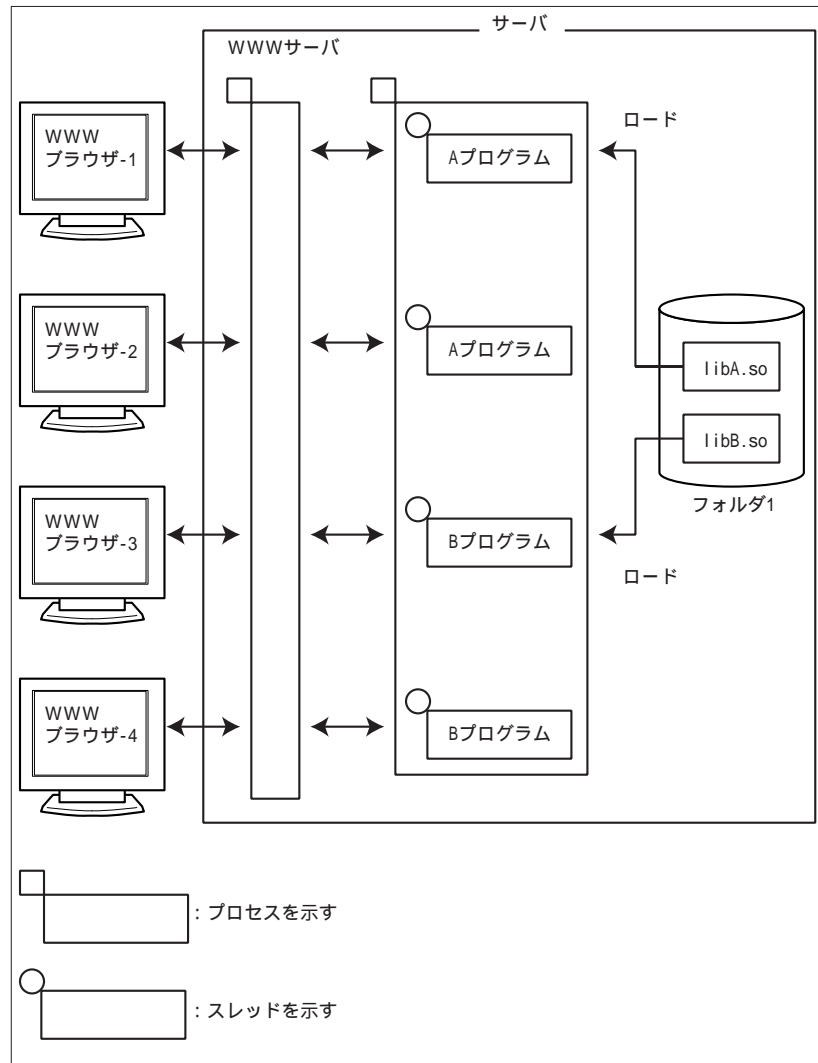 サーバ
WWWサーバ
WWW
ブラウザ-1
Aプログラム
ロード
WWW
ブラウザ-2
Aプログラム
libA.so
libB.so
フォルダ1
WWW
ブラウザ-3
Bプログラム
ロード
WWW
ブラウザ-4
Bプログラム
：プロセスを示す
：スレッドを示す